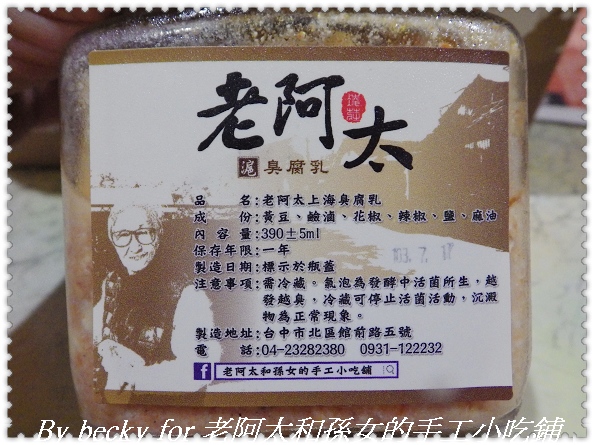 老阿太
滬 臭腐乳
品　　名:老阿太上海臭腐乳
成　　份:黃豆、鹼滷、花椒、辣椒、鹽、麻油
內 容 量:390±5ml
保存年限:一年
製造日期:標示於瓶蓋
103. 7. 17
注意事項:需冷藏。氣泡為發酵中活菌所生,越
發越臭,冷藏可停止活菌活動,沉澱
物為正常現象。
製造地址:台中市北區館前路五號
電　　話:04-23282380　0931-122232
f 老阿太和孫女的手工小吃舖
By becky for 老阿太和孫女的手工小吃舖